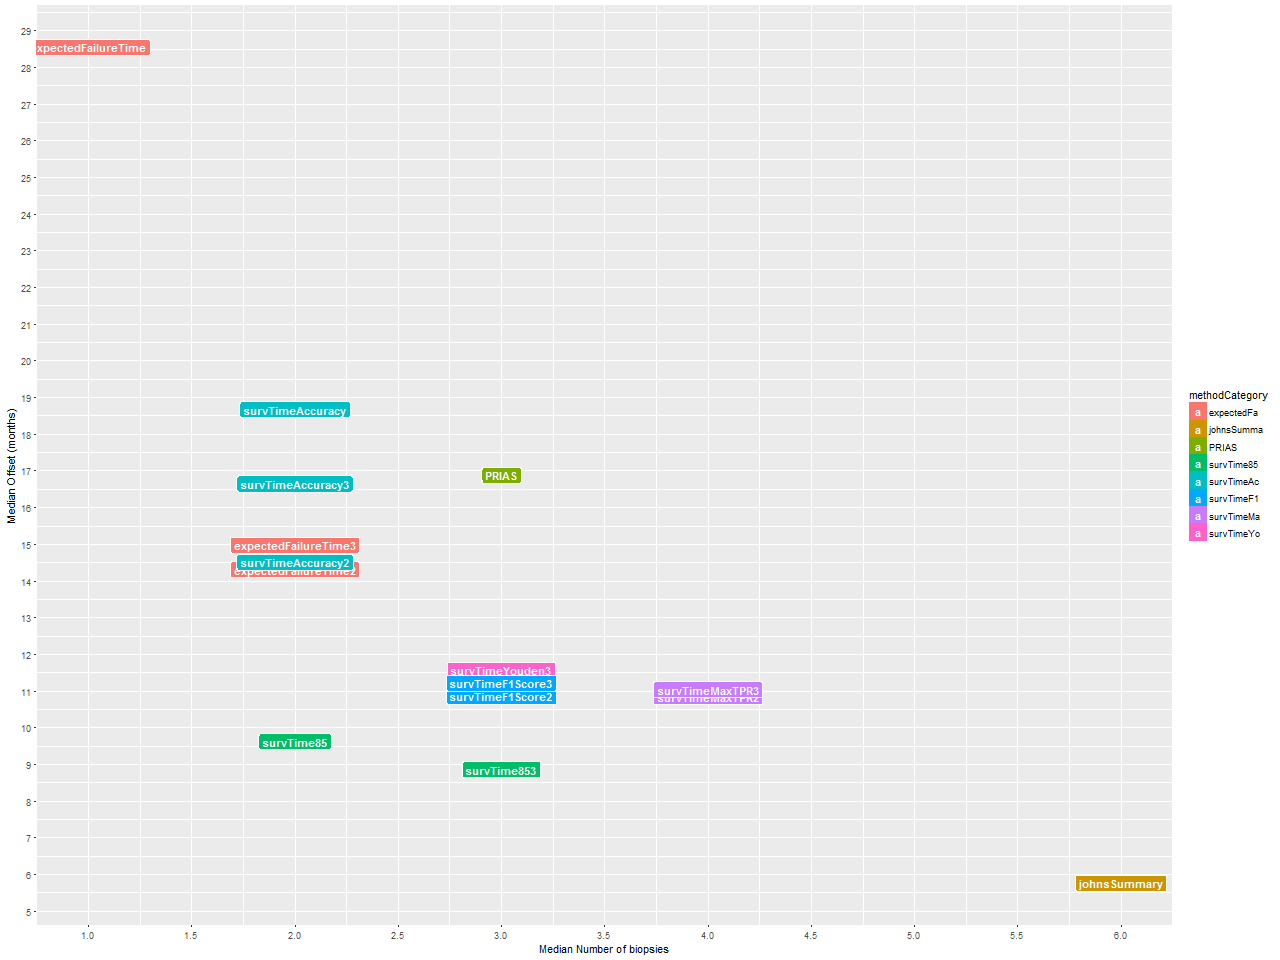 29
28
27
26
25
24
23
22
21
20
19
18
17
16
15
14
13
12
11
10
9
8
7
6
5
Median Offset (months)
xpectedFailureTime
survTimeAccuracy
PRIAS
survTimeAccuracy3
expectedFailureTime3
survTimeAccuracy2
expectedFailureTime2
survTimeYouden3
survTimeF1Score3
survTimeF1Score2
survTimeMaxTPR3
survTimeMaxTPR2
survTime85
survTime853
johnsSummary
1.0 1.5 2.0 2.5 3.0 3.5 4.0 4.5 5.0 5.5 6.0
Median Number of biopsies
methodCategory
a expectedFa
a johnsSumma
a PRIAS
a survTime85
a survTimeAc
a survTimeF1
a survTimeMa
a survTimeYo